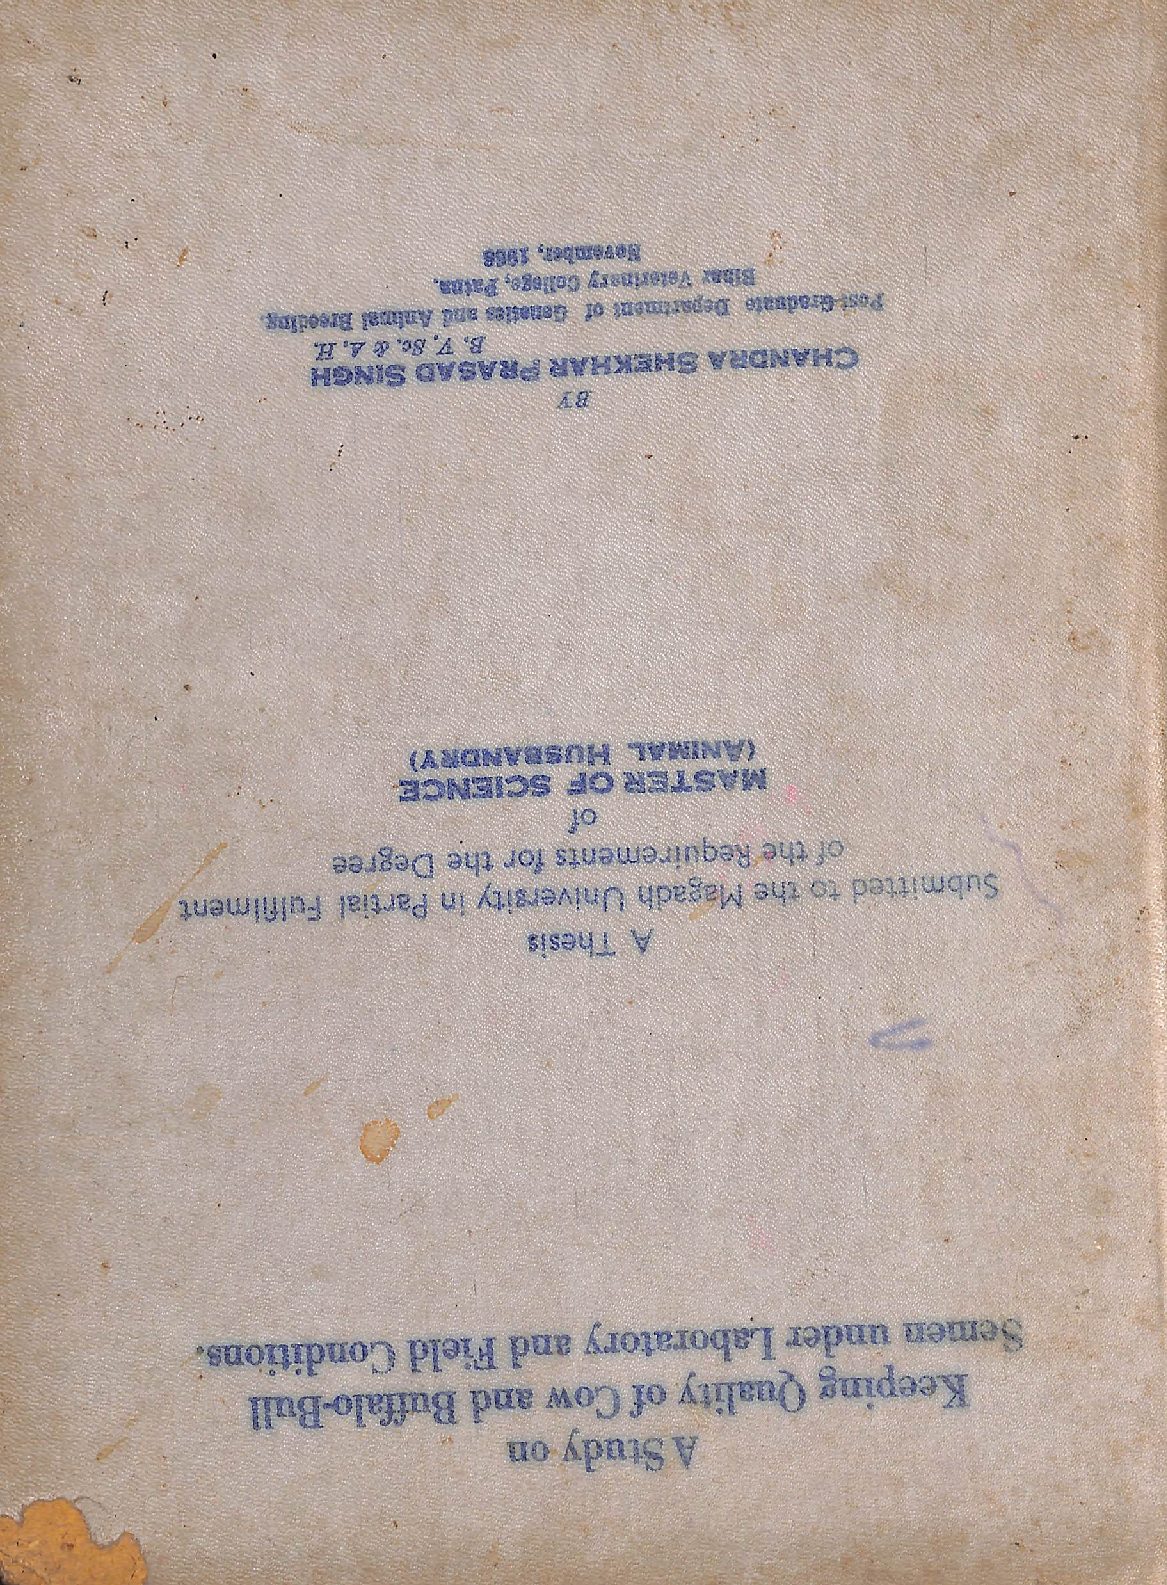 A Study on
Keeping Quality of Cow and Buffalo-Bull
Semen under Laboratory and Field Conditions.
A Thesis
Submitted to the Magadh University in Partial Fulfilment
of the Requirements for the Degree
of
MASTER OF SCIENCE
(ANIMAL HUSBANDRY)
BY
CHANDRA SHEKHAR PRASAD SINGH
B. V. Sc. & A. H.
Post-Graduate Department of Genetics and Animal Breeding.
Bihar Veterinary College, Patna.
November,